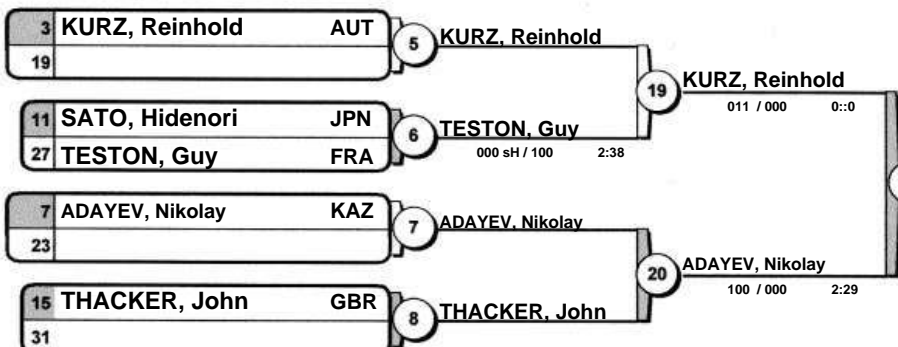 3 KURZ, Reinhold AUT
19
5 KURZ, Reinhold
11 SATO, Hidenori JPN
27 TESTON, Guy FRA
6 TESTON, Guy
000 sH / 100 2:38
19 KURZ, Reinhold
011 / 000 0::0
7 ADAYEV, Nikolay KAZ
23
7 ADAYEV, Nikolay
15 THACKER, John GBR
31
8 THACKER, John
20 ADAYEV, Nikolay
100 / 000 2:29